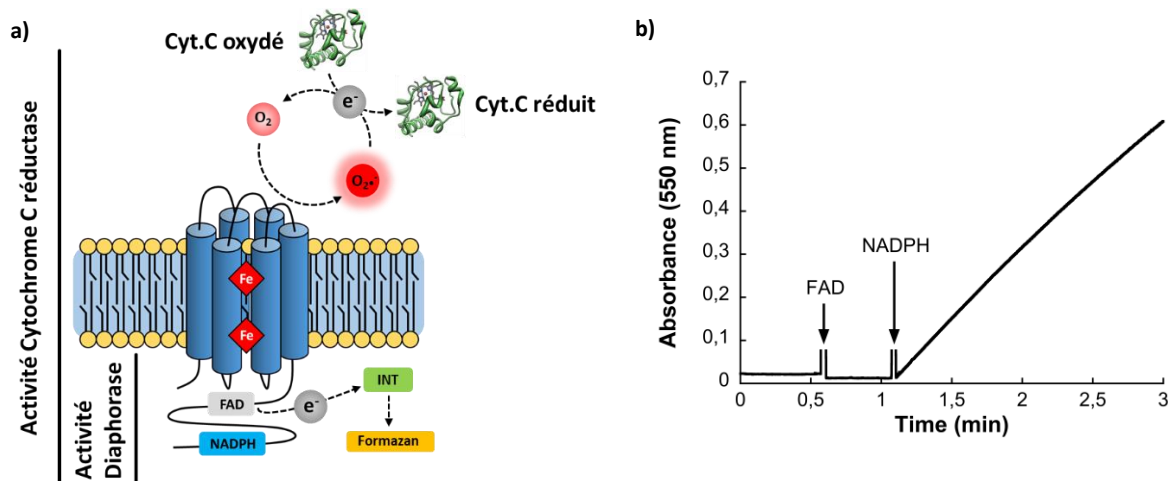 a)
Activité Cytochrome C réductase
Activité
Diaphorase
Cyt.C oxydé
e-
Cyt.C réduit
O2
O2•-
Fe
Fe
FAD
e-
INT
NADPH
Formazan
b)
Absorbance (550 nm)
0,7
0,6
0,5
0,4
0,3
0,2
0,1
0
FAD
NADPH
0
0,5
1
1,5
2
2,5
3
Time (min)